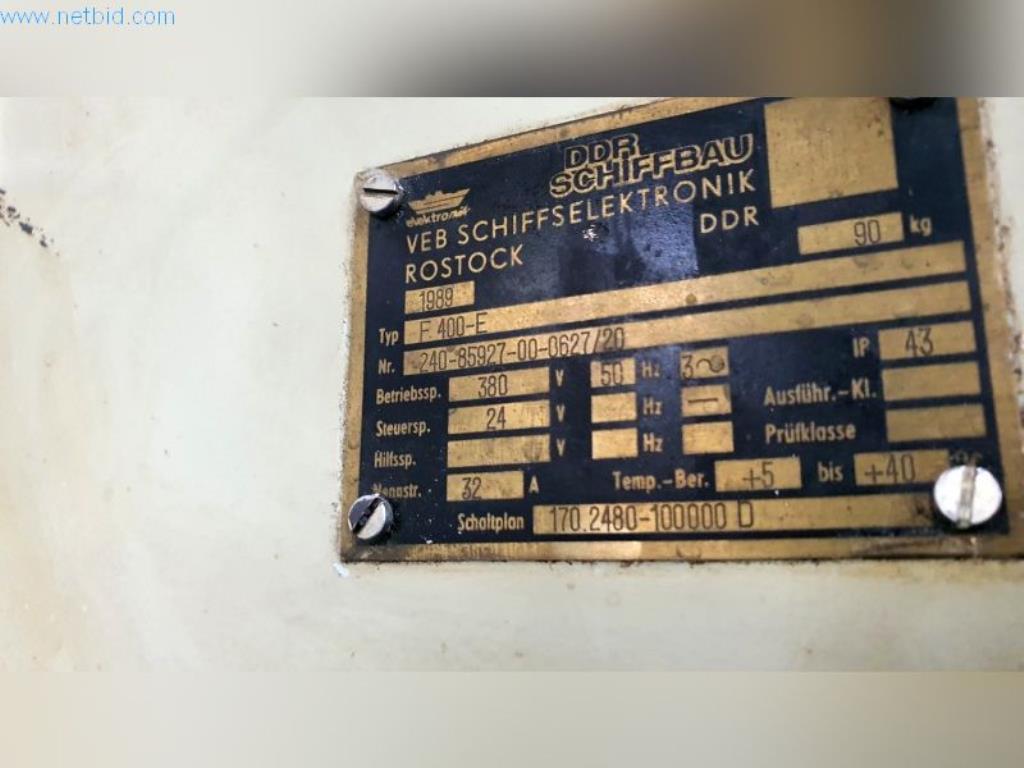 www.netbid.com
DDR
SCHIFFBAU
elektronik
VEB SCHIFFSELEKTRONIK
ROSTOCK DDR
90 kg
1989
Typ F 400-E
Nr. 240-85927-00-0627/20
IP 43
Betriebssp. 380 V 50 Hz 3~
Ausführ.-Kl.
Steuersp. 24 V Hz —
Prüfklasse
Hilfssp. V Hz
Nennstr. 32 A Temp.-Ber. +5 bis +40 °C
Schaltplan 170.2480-100000 D